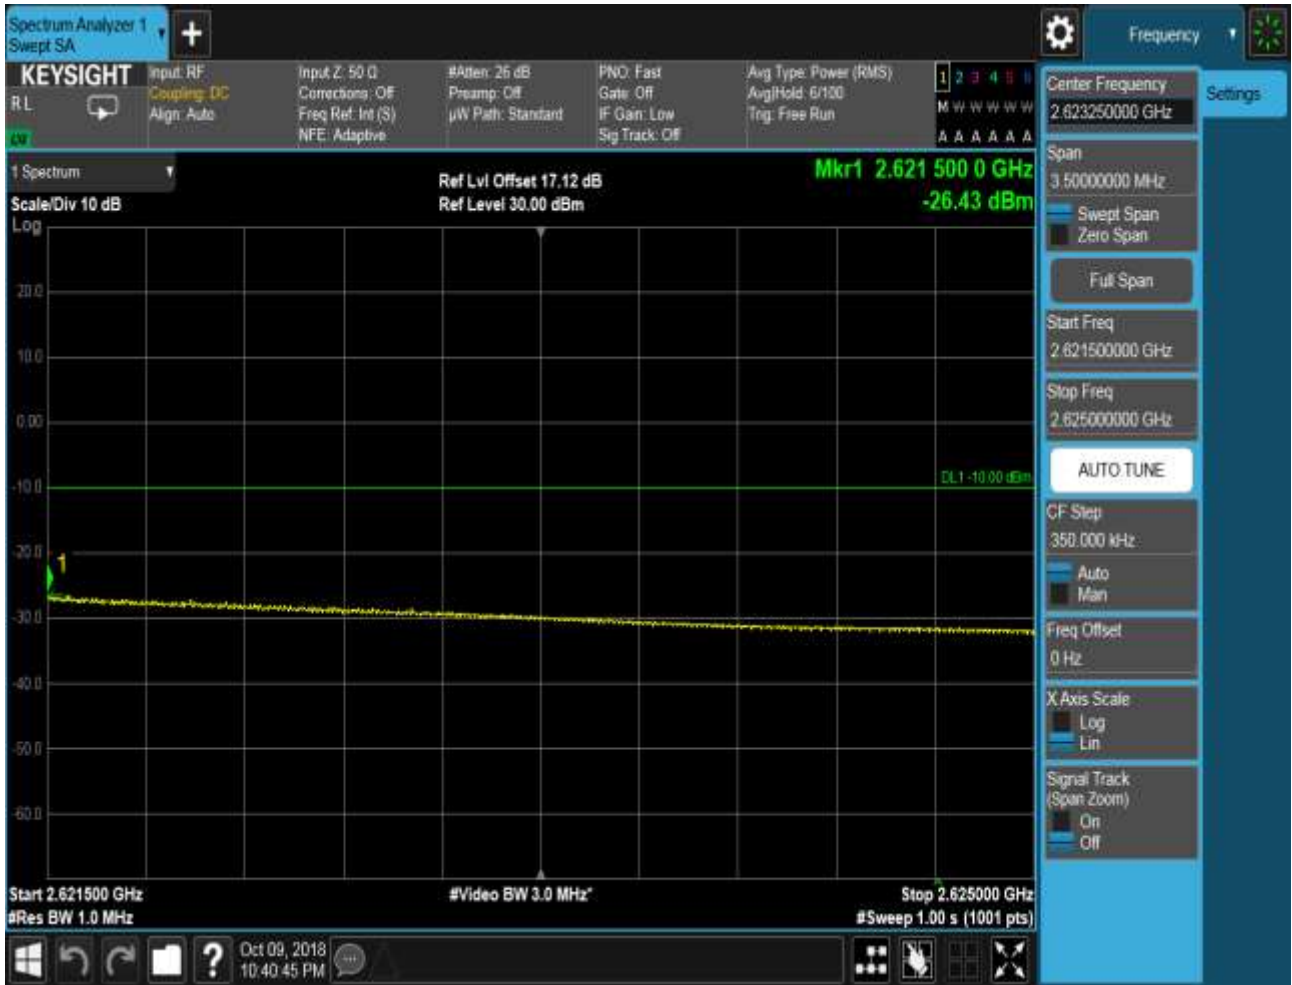 Spectrum Analyzer 1
Swept SA
Frequency
KEYSIGHT
R L
Input: RF
Coupling: DC
Align: Auto
Input Z: 50 Ω
Corrections: Off
Freq Ref: Int (S)
NFE: Adaptive
#Atten: 26 dB
Preamp: Off
µW Path: Standard
PNO: Fast
Gate: Off
IF Gain: Low
Sig Track: Off
Avg Type: Power (RMS)
Avg|Hold: 6/100
Trig: Free Run
1 2 3 4 5 6
M W W W W W
A A A A A A
1 Spectrum
Scale/Div 10 dB
Ref Lvl Offset 17.12 dB
Ref Level 30.00 dBm
Mkr1 2.621 500 0 GHz
-26.43 dBm
Log
20.0
10.0
0.00
-10.0
-20.0
-30.0
-40.0
-50.0
-60.0
DL1 -10.00 dBm
1
Start 2.621500 GHz
#Res BW 1.0 MHz
#Video BW 3.0 MHz*
Stop 2.625000 GHz
#Sweep 1.00 s (1001 pts)
Center Frequency
2.623250000 GHz
Settings
Span
3.50000000 MHz
Swept Span
Zero Span
Full Span
Start Freq
2.621500000 GHz
Stop Freq
2.625000000 GHz
AUTO TUNE
CF Step
350.000 kHz
Auto
Man
Freq Offset
0 Hz
X Axis Scale
Log
Lin
Signal Track
(Span Zoom)
On
Off
?
Oct 09, 2018
10:40:45 PM